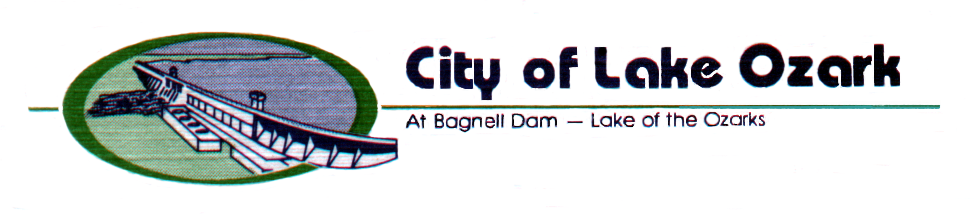 City of Lake Ozark
At Bagnell Dam — Lake of the Ozarks